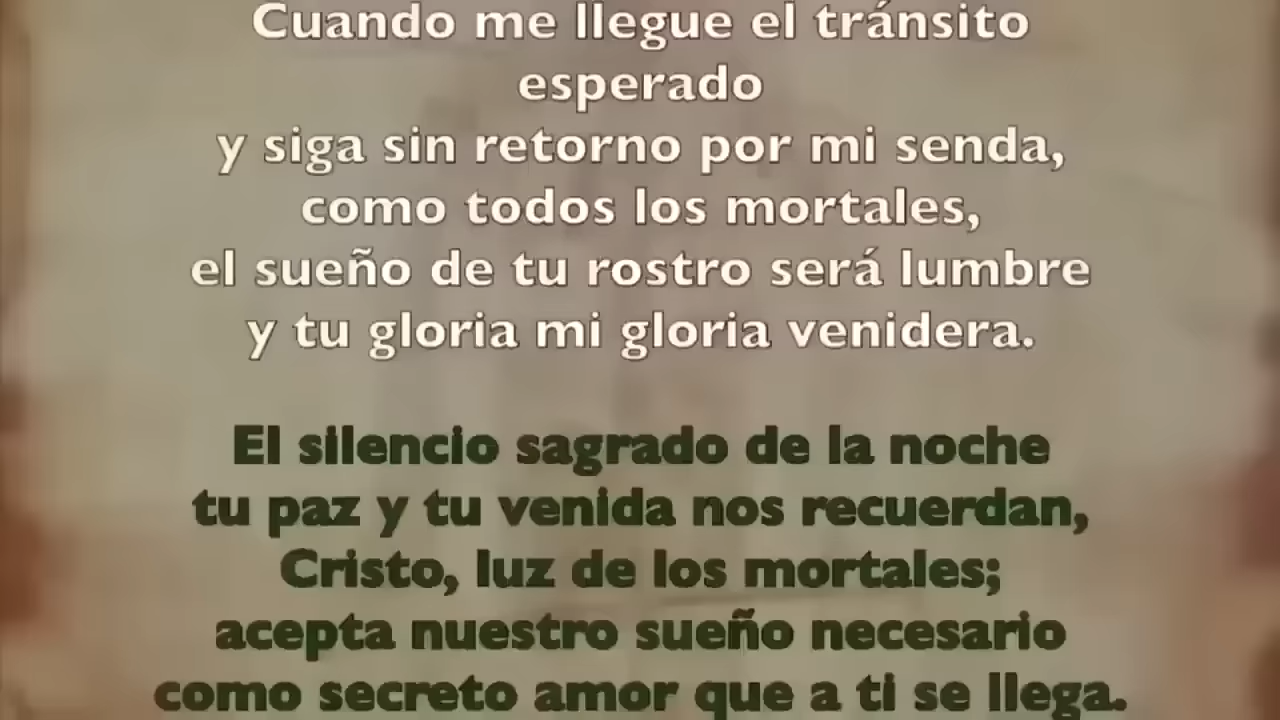 Cuando me llegue el tránsito
esperado
y siga sin retorno por mi senda,
como todos los mortales,
el sueño de tu rostro será lumbre
y tu gloria mi gloria venidera.
El silencio sagrado de la noche
tu paz y tu venida nos recuerdan,
Cristo, luz de los mortales;
acepta nuestro sueño necesario
como secreto amor que a ti se llega.